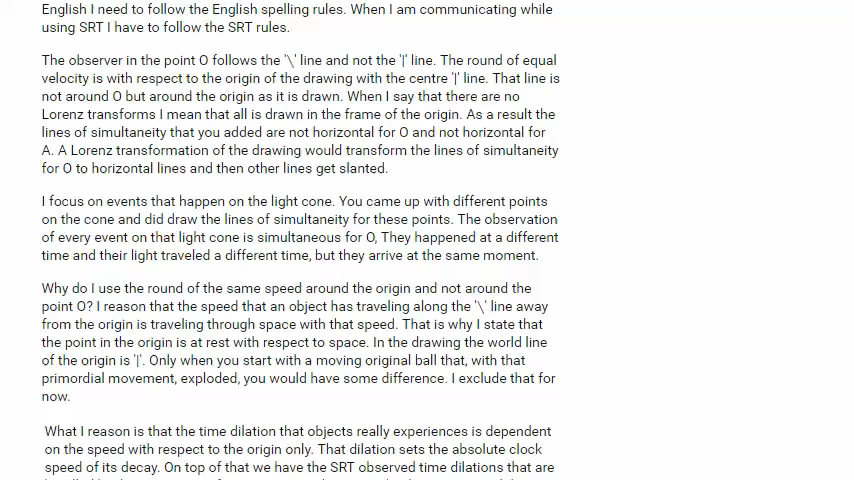 English I need to follow the English spelling rules. When I am communicating while
using SRT I have to follow the SRT rules.
The observer in the point O follows the '\' line and not the '|' line. The round of equal
velocity is with respect to the origin of the drawing with the centre '|' line. That line is
not around O but around the origin as it is drawn. When I say that there are no
Lorenz transforms I mean that all is drawn in the frame of the origin. As a result the
lines of simultaneity that you added are not horizontal for O and not horizontal for
A. A Lorenz transformation of the drawing would transform the lines of simultaneity
for O to horizontal lines and then other lines get slanted.
I focus on events that happen on the light cone. You came up with different points
on the cone and did draw the lines of simultaneity for these points. The observation
of every event on that light cone is simultaneous for O, They happened at a different
time and their light traveled a different time, but they arrive at the same moment.
Why do I use the round of the same speed around the origin and not around the
point O? I reason that the speed that an object has traveling along the '\' line away
from the origin is traveling through space with that speed. That is why I state that
the point in the origin is at rest with respect to space. In the drawing the world line
of the origin is '|'. Only when you start with a moving original ball that, with that
primordial movement, exploded, you would have some difference. I exclude that for
now.
What I reason is that the time dilation that objects really experiences is dependent
on the speed with respect to the origin only. That dilation sets the absolute clock
speed of its decay. On top of that we have the SRT observed time dilations that are